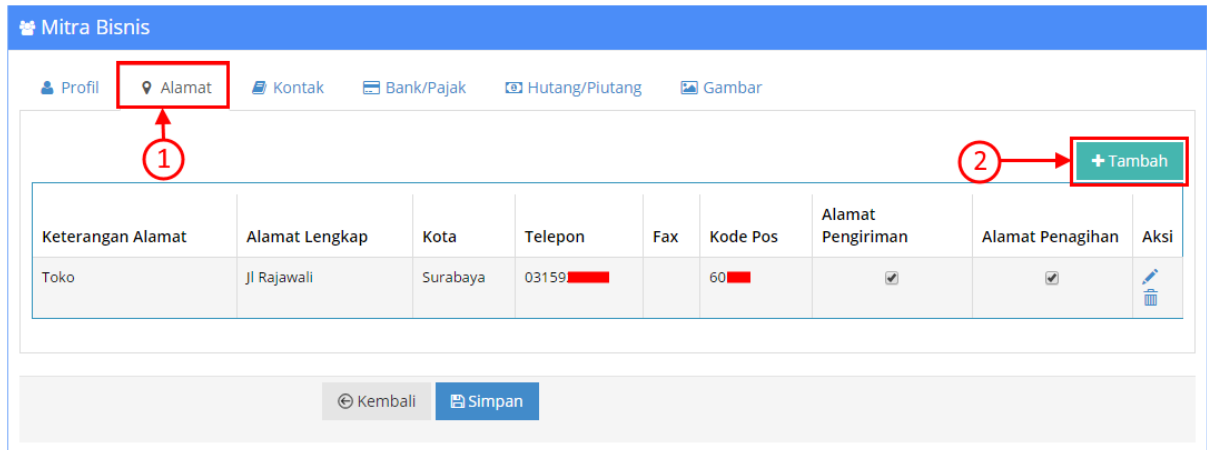 Mitra Bisnis
Profil Alamat Kontak Bank/Pajak Hutang/Piutang Gambar
1
2
+Tambah
Keterangan Alamat Alamat Lengkap Kota Telepon Fax Kode Pos Alamat Pengiriman Alamat Penagihan Aksi
Toko Jl Rajawali Surabaya 03159 60
Kembali Simpan